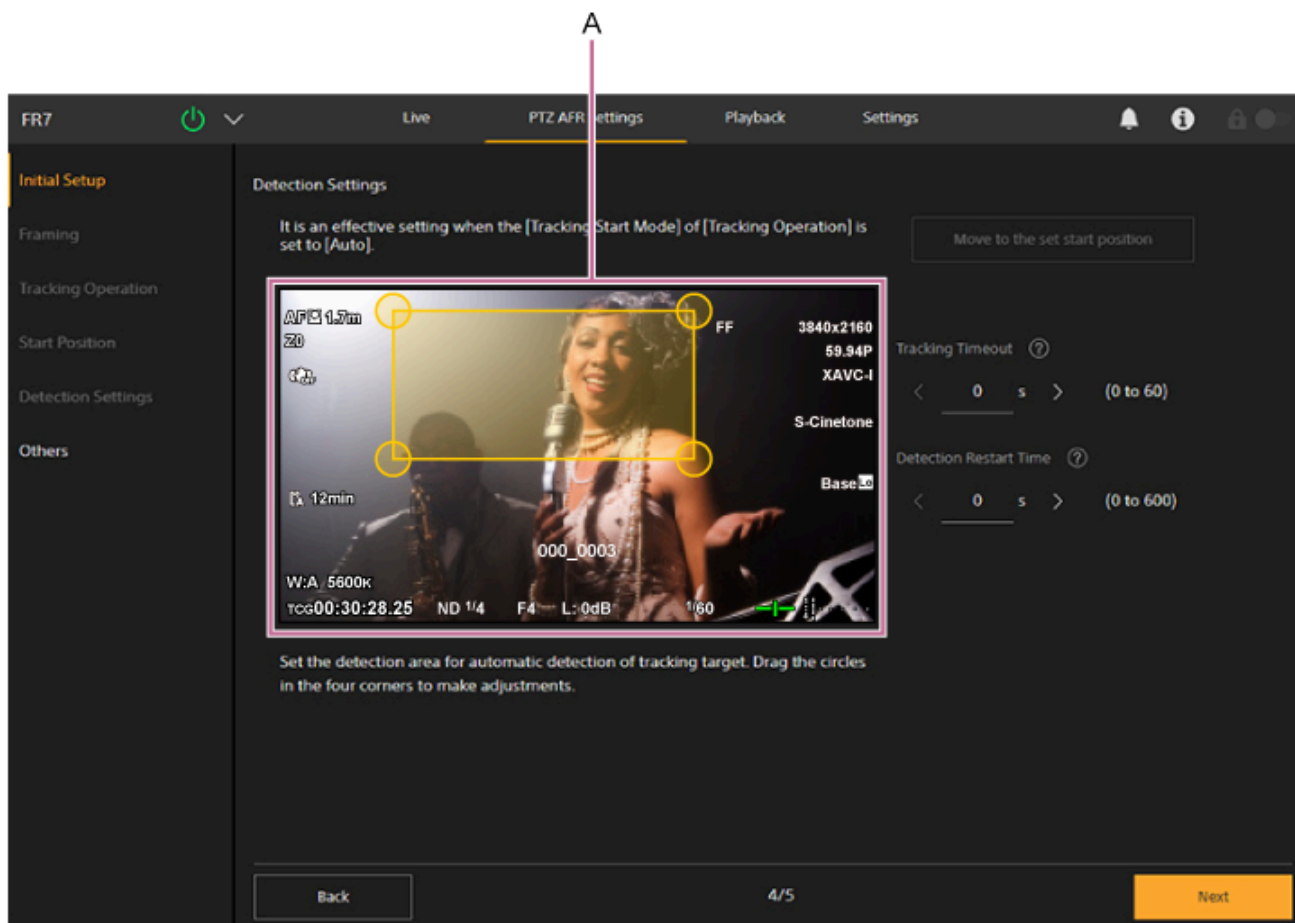 A
FR7
Live
PTZ AFR Settings
Playback
Settings
Initial Setup
Framing
Tracking Operation
Start Position
Detection Settings
Others
Detection Settings
It is an effective setting when the [Tracking Start Mode] of [Tracking Operation] is
set to [Auto].
Move to the set start position
AF 1.7m
Z0
FF
3840x2160
59.94P
XAVC-I
S-Cinetone
Base Lo
12min
000_0003
W:A 5600K
TCG00:30:28.25 ND 1/4 F4 L: 0dB 1/60
Tracking Timeout ?
< 0 s > (0 to 60)
Detection Restart Time ?
< 0 s > (0 to 600)
Set the detection area for automatic detection of tracking target. Drag the circles
in the four corners to make adjustments.
Back
4/5
Next